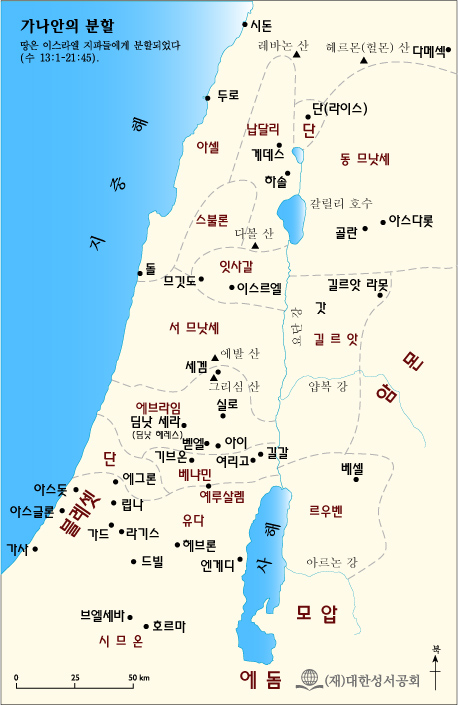 가나안의 분할
땅은 이스라엘 지파들에게 분할되었다
(수 13:1-21:45).
시돈
레바논 산
헤르몬(헐몬) 산
다메섹
두로
단(라이스)
지 중 해
납달리
단
아셀
게데스
동 므낫세
하솔
갈릴리 호수
스불론
아스다롯
골란
다볼 산
돌
잇사갈
므깃도
이스르엘
길르앗 라못
갓
요단 강
서 므낫세
길 르 앗
에발 산
세겜
암 몬
그리심 산
얍복 강
에브라임
실로
딤낫 세라
(딤낫 헤레스)
벧엘
아이
단
기브온
여리고
길갈
베냐민
베셀
에그론
아스돗
예루살렘
립나
아스글론
블레셋
유다
르우벤
가드
라기스
사 해
가사
헤브론
드빌
엔게디
아르논 강
브엘세바
호르마
모 압
시 므 온
에 돔
북
0 25 50 km
(재)대한성서공회